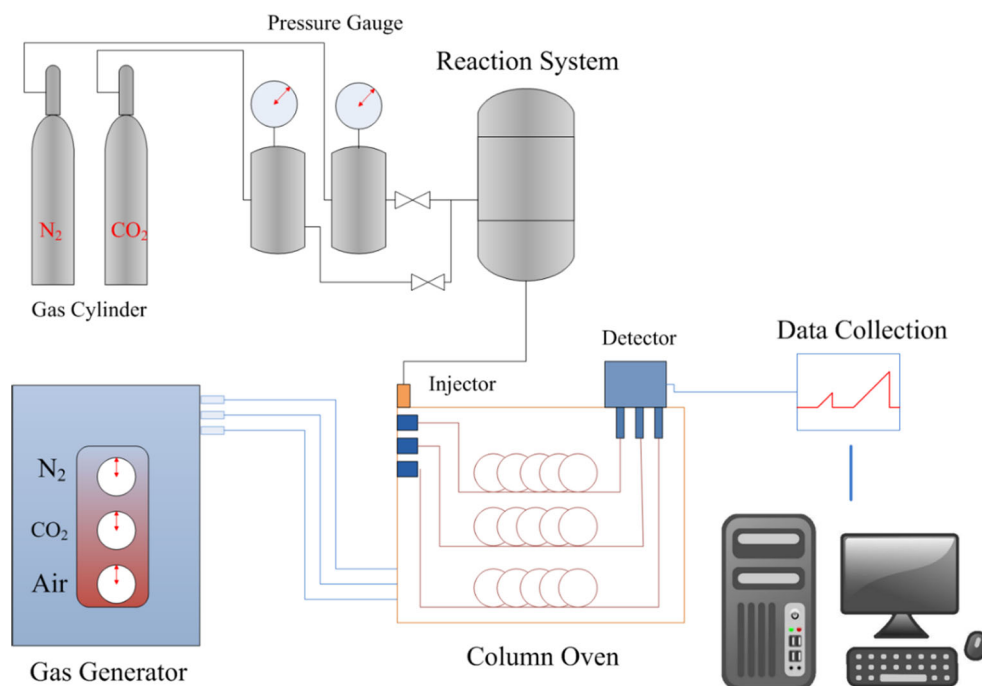 Pressure Gauge
Reaction System
N₂
CO₂
Gas Cylinder
Detector
Data Collection
Injector
N₂
CO₂
Air
Gas Generator
Column Oven